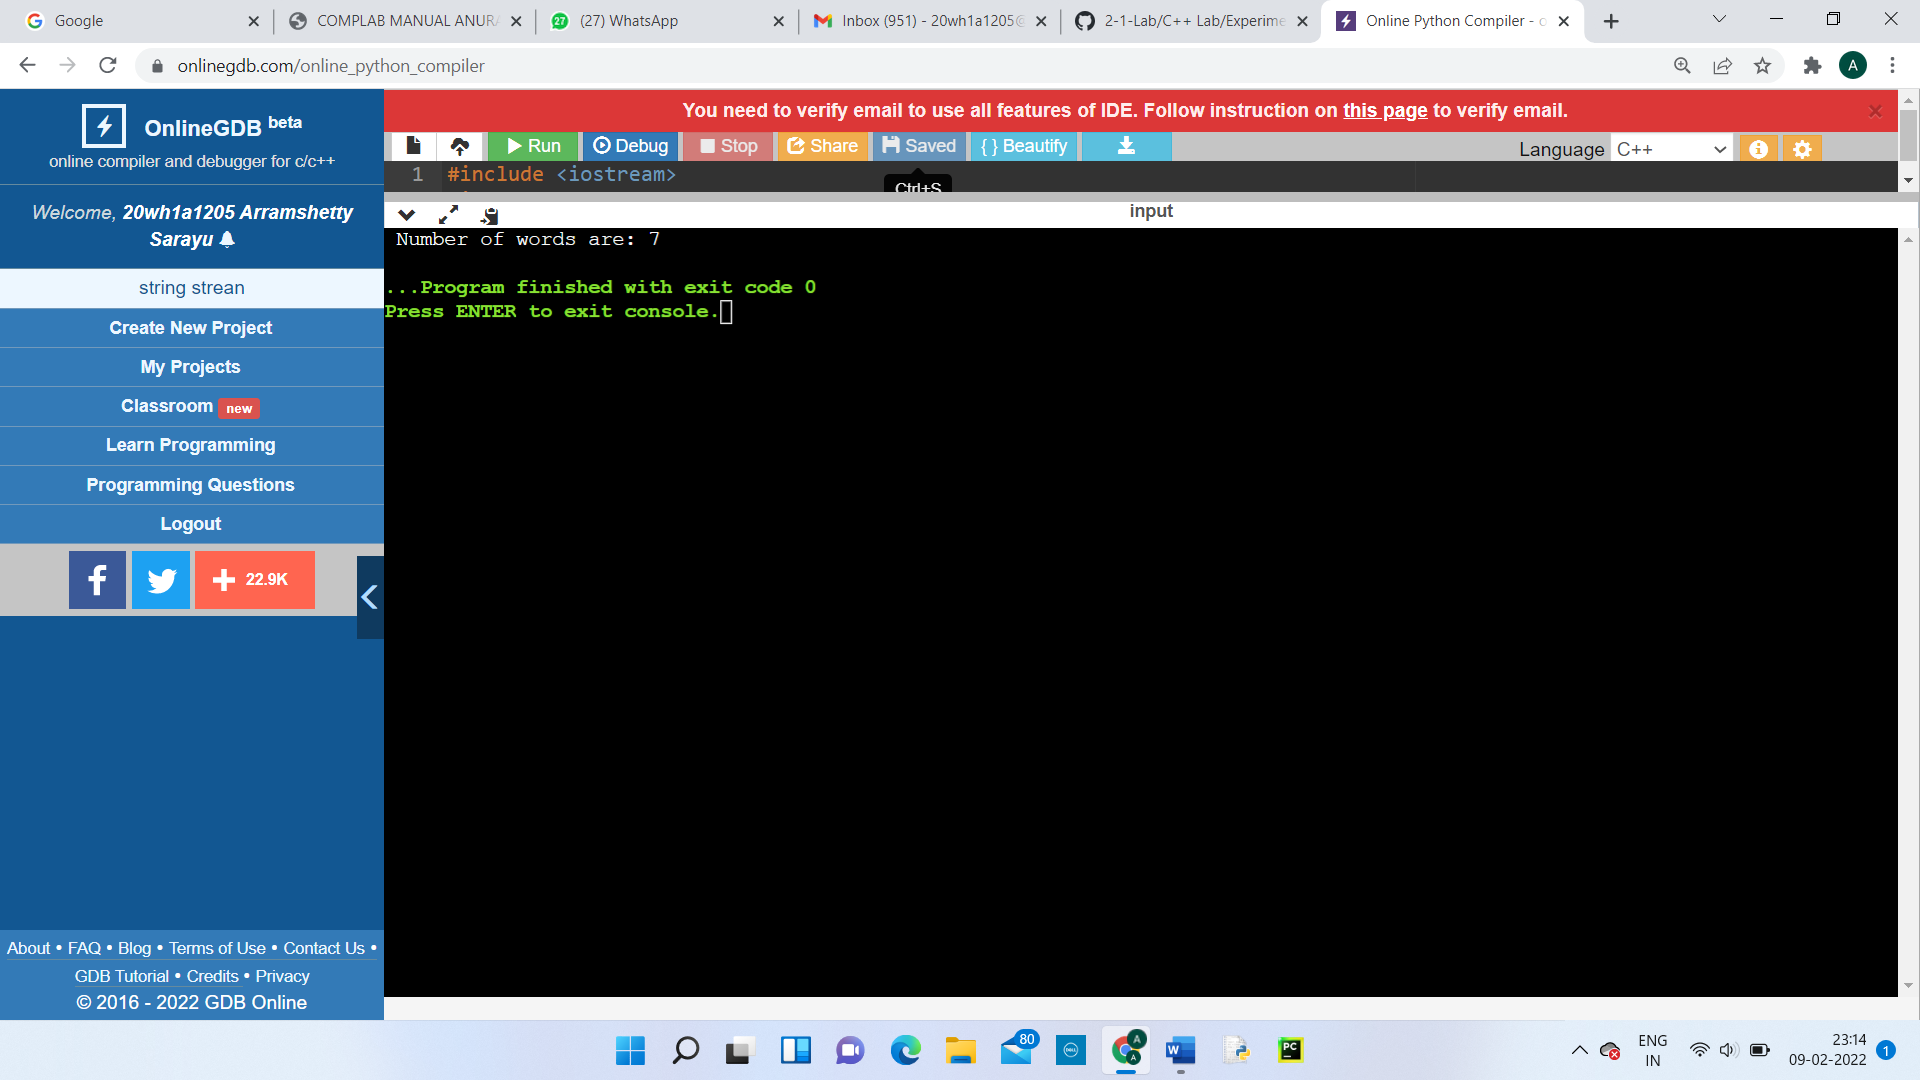 Google
COMPLAB MANUAL ANURA
(27) WhatsApp
Inbox (951) - 20wh1a1205@
2-1-Lab/C++ Lab/Experime
Online Python Compiler - o
onlinegdb.com/online_python_compiler
A
OnlineGDB beta
online compiler and debugger for c/c++
Welcome, 20wh1a1205 Arramshetty
Sarayu
string strean
Create New Project
My Projects
Classroom new
Learn Programming
Programming Questions
Logout
22.9K
About • FAQ • Blog • Terms of Use • Contact Us •
GDB Tutorial • Credits • Privacy
© 2016 - 2022 GDB Online
You need to verify email to use all features of IDE. Follow instruction on this page to verify email.
Run Debug Stop Share Saved { } Beautify
Language C++
1 #include <iostream>
Ctrl+S
input
Number of words are: 7
...Program finished with exit code 0
Press ENTER to exit console.
80
ENG
IN
23:14
09-02-2022
1